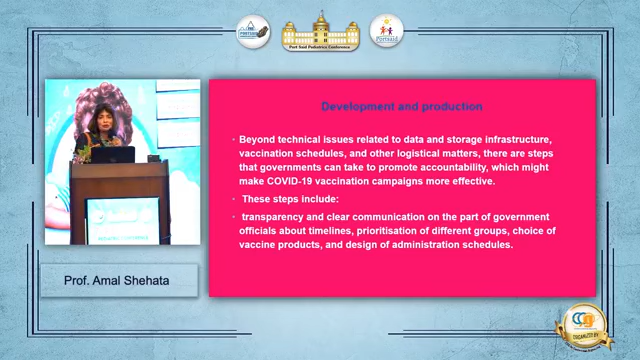 Port Said Pediatrics Conference
Development and production
• Beyond technical issues related to data and storage infrastructure,
vaccination schedules, and other logistical matters, there are steps
that governments can take to promote accountability, which might
make COVID-19 vaccination campaigns more effective.
• These steps include:
• transparency and clear communication on the part of government
officials about timelines, prioritisation of different groups, choice of
vaccine products, and design of administration schedules.
Prof. Amal Shehata
ORGANIZED BY